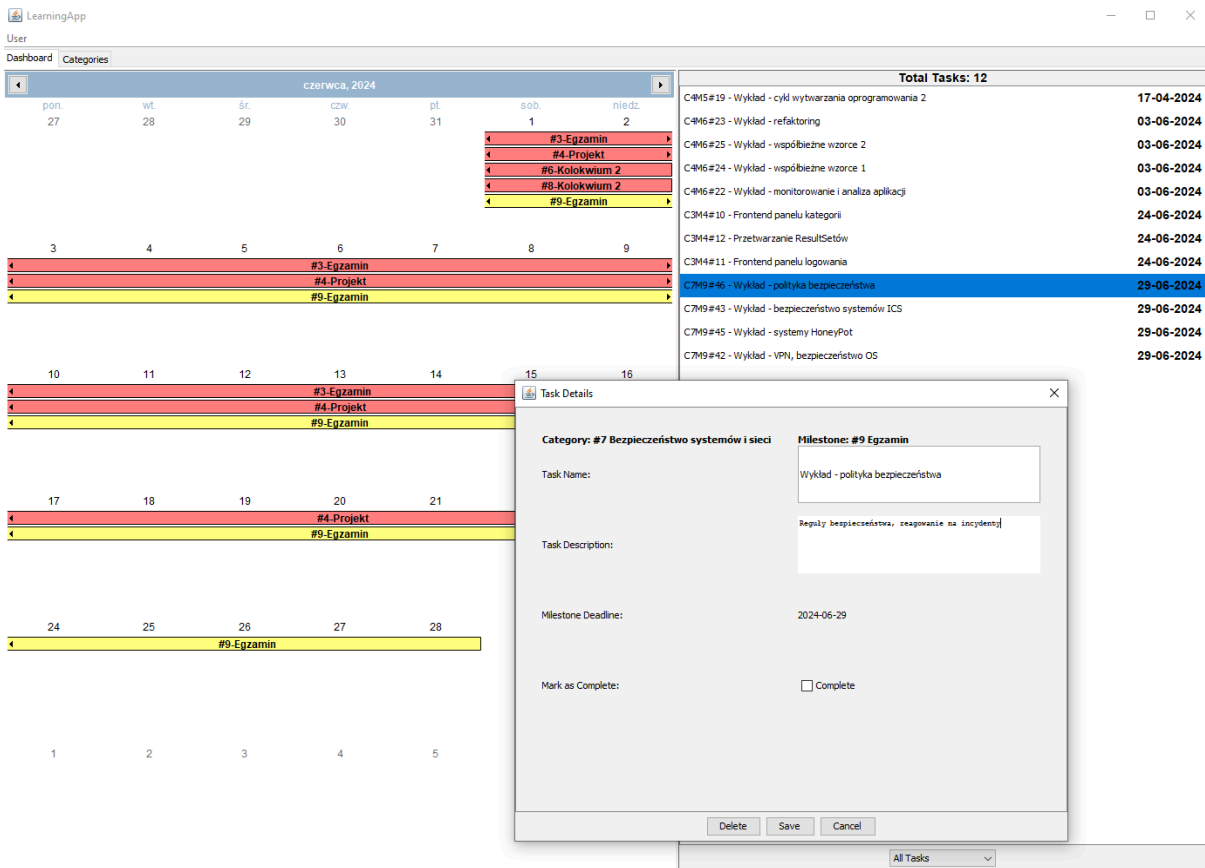 LearningApp
User
Dashboard Categories
czerwca, 2024
pon. wt. śr. czw. pt. sob. niedz.
27 28 29 30 31 1 2
#3-Egzamin
#4-Projekt
#6-Kolokwium 2
#8-Kolokwium 2
#9-Egzamin
3 4 5 6 7 8 9
#3-Egzamin
#4-Projekt
#9-Egzamin
10 11 12 13 14 15 16
#3-Egzamin
#4-Projekt
#9-Egzamin
17 18 19 20 21
#4-Projekt
#9-Egzamin
24 25 26 27 28
#9-Egzamin
1 2 3 4 5
Total Tasks: 12
C4M5#19 - Wykład - cykl wytwarzania oprogramowania 2 17-04-2024
C4M6#23 - Wykład - refaktoring 03-06-2024
C4M6#25 - Wykład - współbieżne wzorce 2 03-06-2024
C4M6#24 - Wykład - współbieżne wzorce 1 03-06-2024
C4M6#22 - Wykład - monitorowanie i analiza aplikacji 03-06-2024
C3M4#10 - Frontend panelu kategorii 24-06-2024
C3M4#12 - Przetwarzanie ResultSetów 24-06-2024
C3M4#11 - Frontend panelu logowania 24-06-2024
C7M9#46 - Wykład - polityka bezpieczeństwa 29-06-2024
C7M9#43 - Wykład - bezpieczeństwo systemów ICS 29-06-2024
C7M9#45 - Wykład - systemy HoneyPot 29-06-2024
C7M9#42 - Wykład - VPN, bezpieczeństwo OS 29-06-2024
Task Details
Category: #7 Bezpieczeństwo systemów i sieci Milestone: #9 Egzamin
Task Name: Wykład - polityka bezpieczeństwa
Task Description: Reguły bezpieczeństwa, reagowanie na incydenty
Milestone Deadline: 2024-06-29
Mark as Complete: Complete
Delete Save Cancel
All Tasks